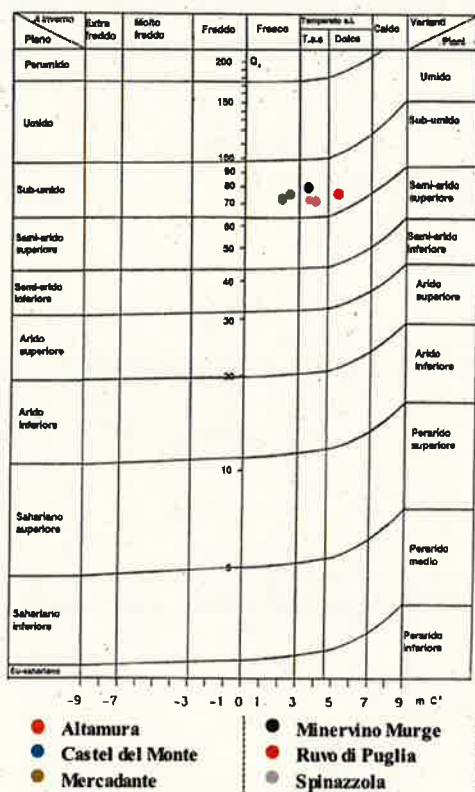 Inverno Extra freddo Molto freddo Freddo Fresco Temperato s.l. Caldo Varianti
Piano T.s.s Dolce Piani
Perumido 200 Q
Umido
150
Umido
Sub-umido
100
90
Sub-umido 80 Semi-arido superiore
70
60
Semi-arido superiore 50 Semi-arido inferiore
40
Semi-arido inferiore Arido superiore
30
Arido superiore
20
Arido inferiore
Arido inferiore
Perarido superiore
10
Sahariano superiore
Perarido medio
5
Sahariano inferiore
Perarido inferiore
Eu-sahariano
-9 -7 -3 -1 0 1 3 5 7 9 m C°
Altamura Minervino Murge
Castel del Monte Ruvo di Puglia
Mercadante Spinazzola